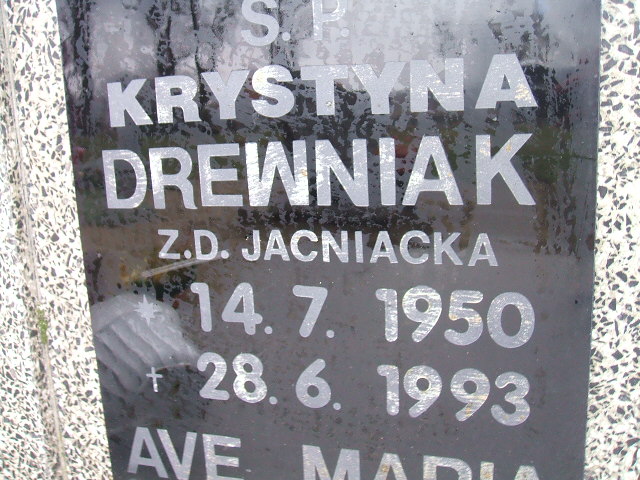 Ś.P.
KRYSTYNA
DREWNIAK
Z.D. JACNIACKA
* 14. 7. 1950
+ 28. 6. 1993
AVE MARIA